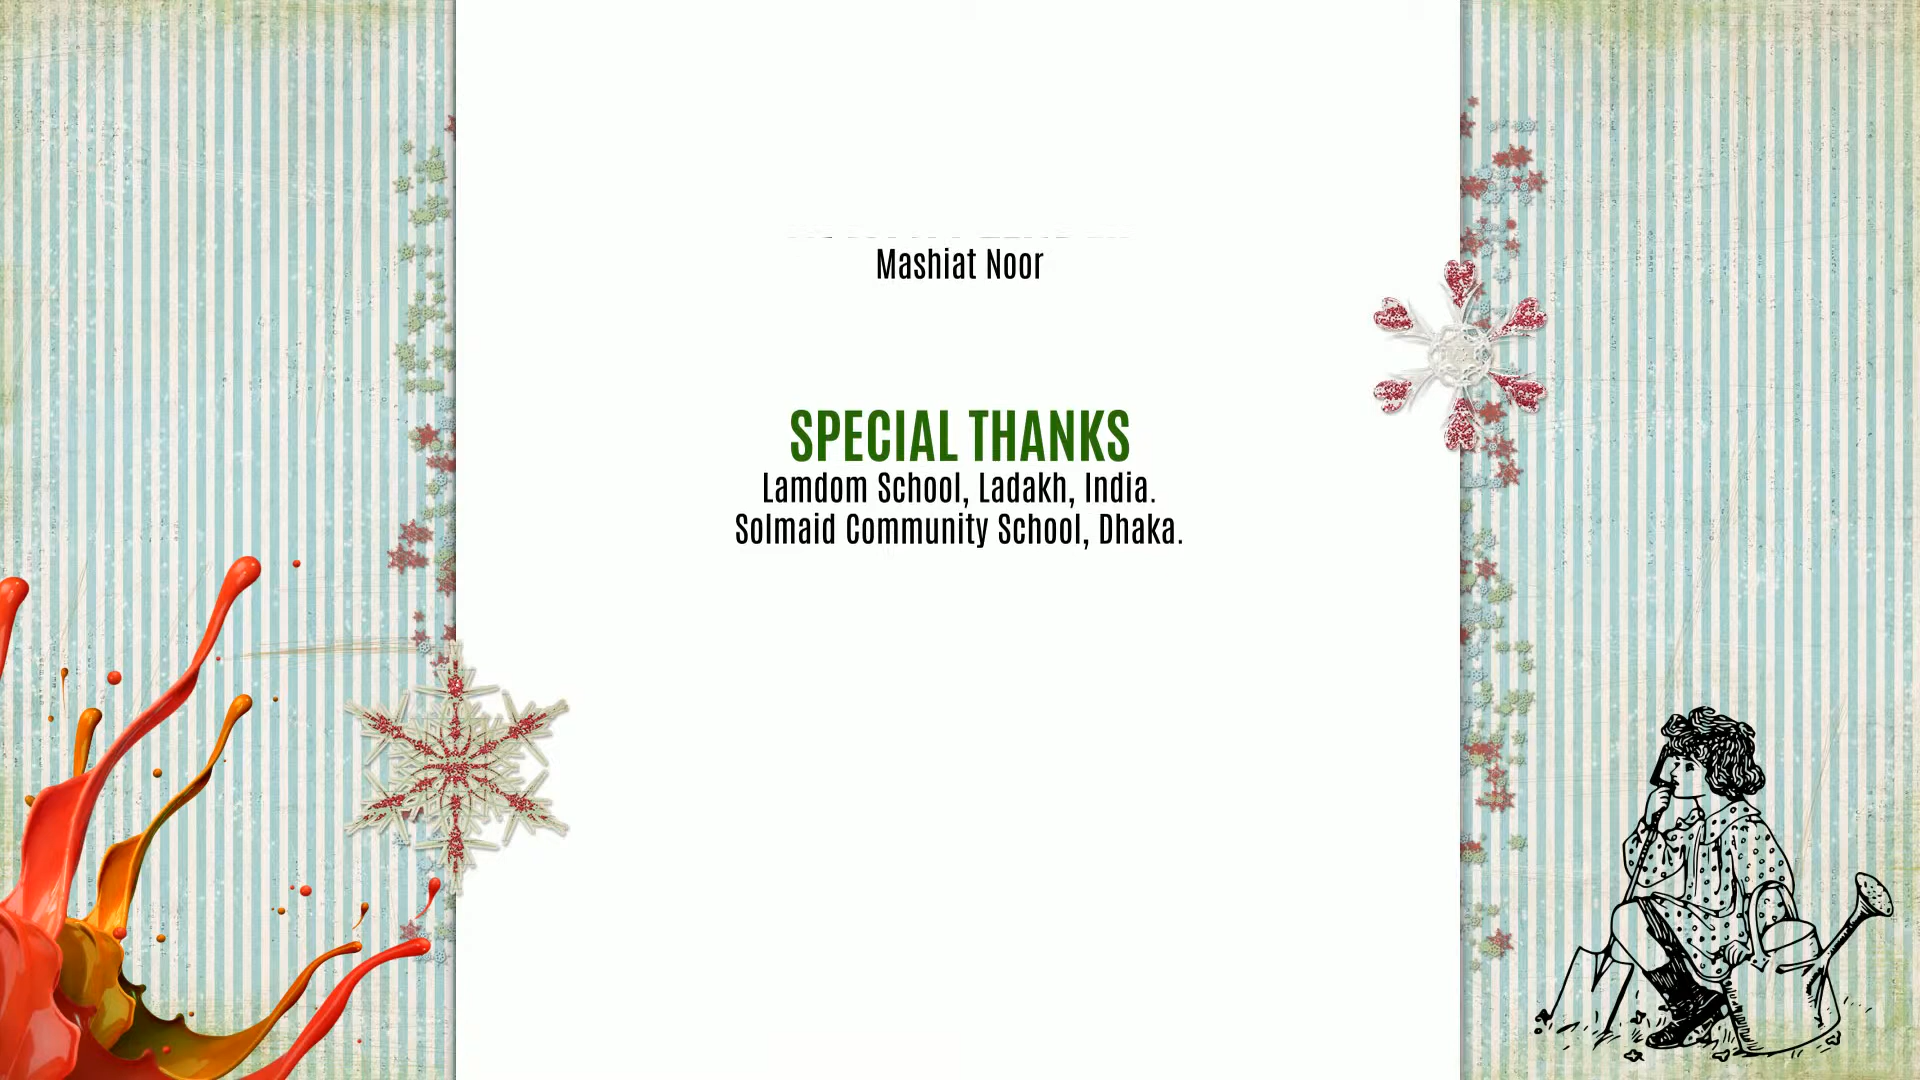 Mashiat Noor
SPECIAL THANKS
Lamdom School, Ladakh, India.
Solmaid Community School, Dhaka.